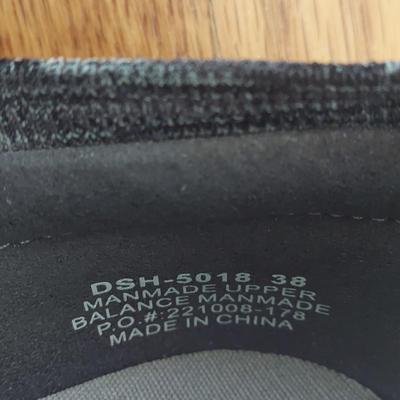 DSH-5018 38
MANMADE UPPER
BALANCE MANMADE
P.O.#:221008-178
MADE IN CHINA